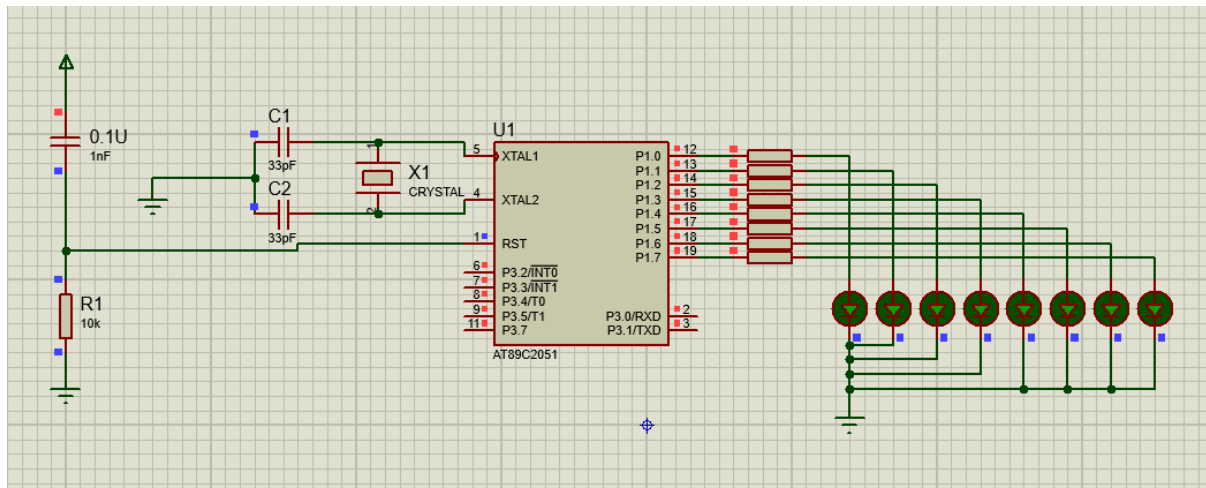 0.1U
1nF
C1
33pF
C2
33pF
1
X1
CRYSTAL
2
R1
10k
U1
5 XTAL1
4 XTAL2
1 RST
6 P3.2/INT0
7 P3.3/INT1
8 P3.4/T0
9 P3.5/T1
11 P3.7
P1.0 12
P1.1 13
P1.2 14
P1.3 15
P1.4 16
P1.5 17
P1.6 18
P1.7 19
P3.0/RXD 2
P3.1/TXD 3
AT89C2051